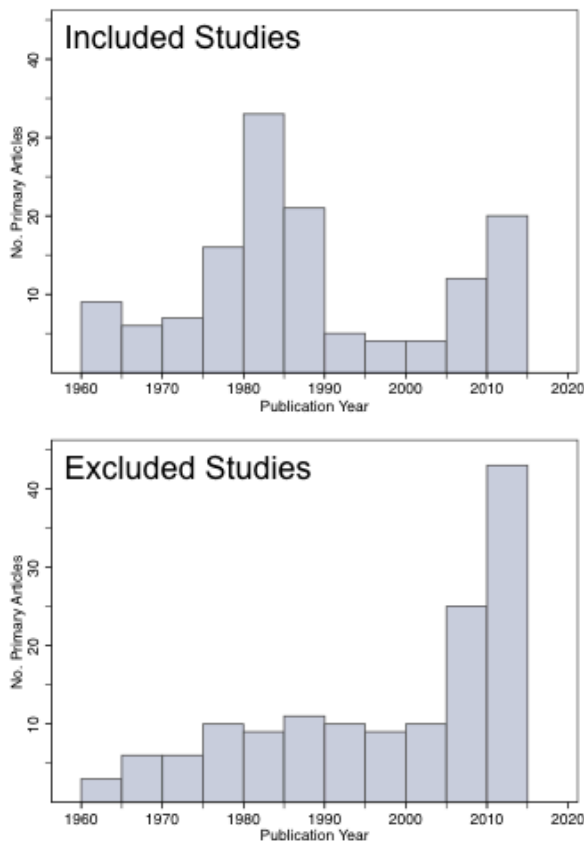 Included Studies
No. Primary Articles
40
30
20
10
1960 1970 1980 1990 2000 2010 2020
Publication Year
Excluded Studies
No. Primary Articles
40
30
20
10
1960 1970 1980 1990 2000 2010 2020
Publication Year